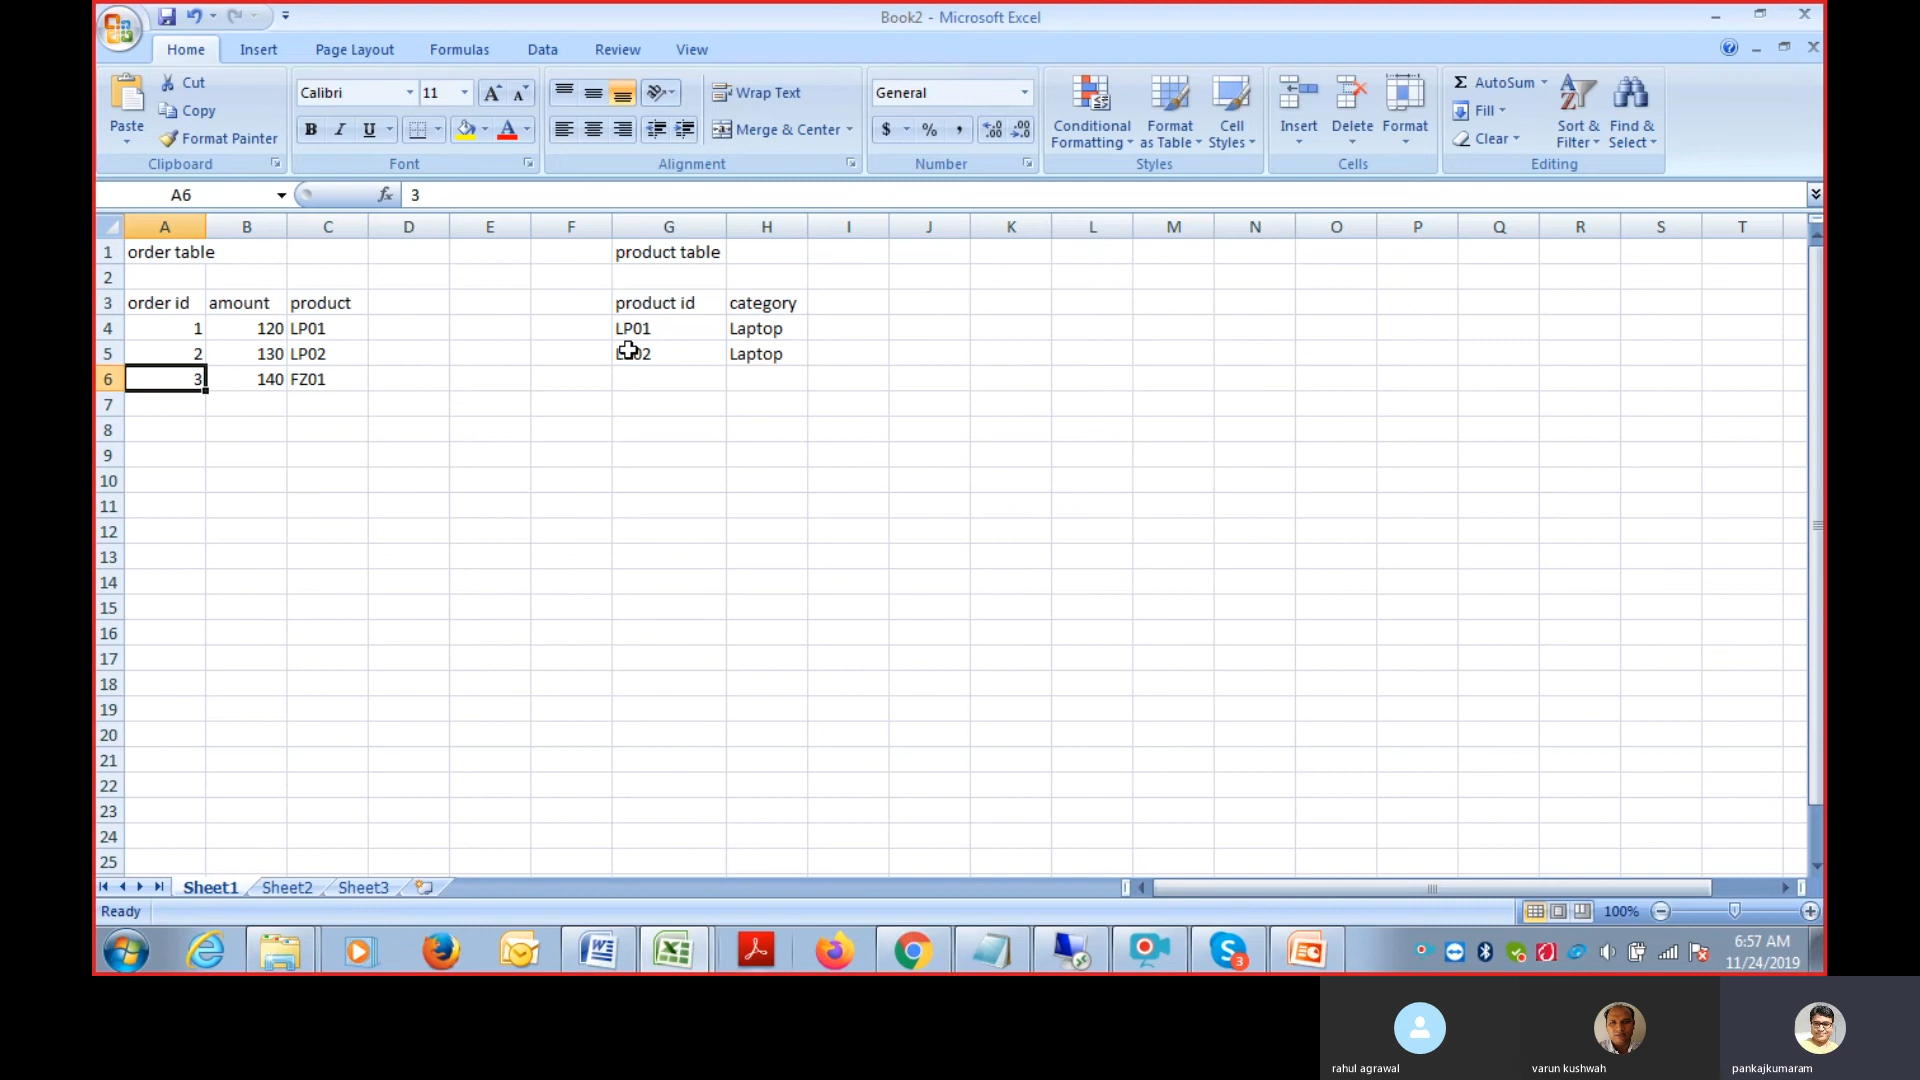 Book2 - Microsoft Excel
Home Insert Page Layout Formulas Data Review View
Paste Cut Copy Format Painter
Calibri 11
Wrap Text
Merge & Center
General
Conditional Formatting Format as Table Cell Styles
Insert Delete Format
AutoSum
Fill
Clear
Sort & Filter Find & Select
Clipboard Font Alignment Number Styles Cells Editing
A6 fx 3
A B C D E F G H I J K L M N O P Q R S T
1 order table product table
2
3 order id amount product product id category
4 1 120 LP01 LP01 Laptop
5 2 130 LP02 Laptop
6 3 140 FZ01
7
8
9
10
11
12
13
14
15
16
17
18
19
20
21
22
23
24
25
Sheet1 Sheet2 Sheet3
Ready 100%
3
6:57 AM
11/24/2019
rahul agrawal varun kushwah pankajkumaram